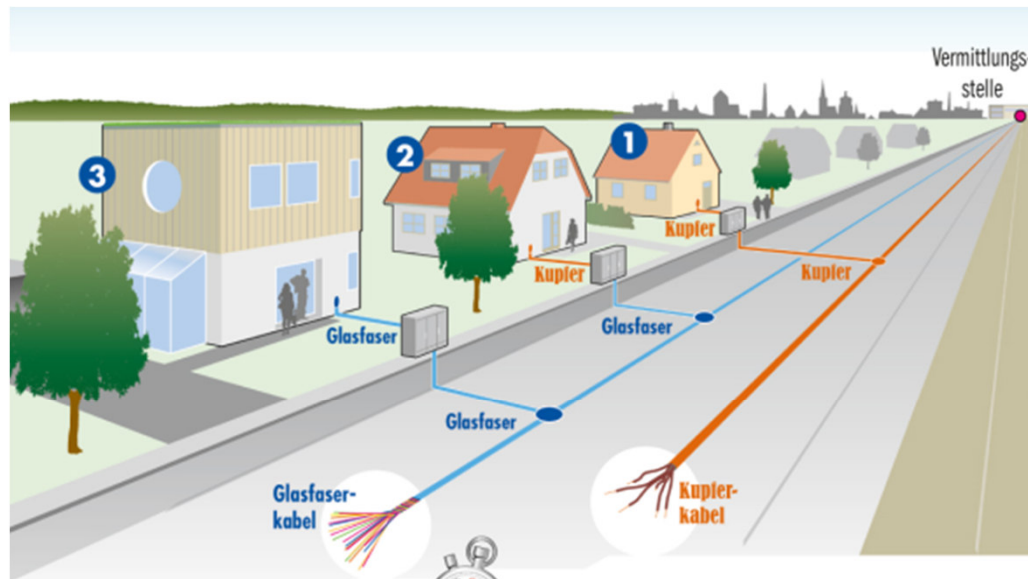 Vermittlungs-
stelle
1
2
3
Kupfer
Kupfer
Kupfer
Glasfaser
Glasfaser
Glasfaser
Glasfaser-
kabel
Kupfer-
kabel